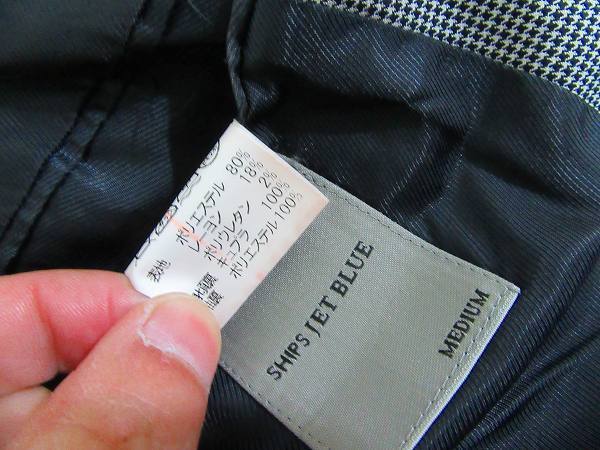 表地 ポリエステル 80%
レーヨン 18%
ポリウレタン 2%
キュプラ 100%
ポリエステル 100%
SHIPS JET BLUE
MEDIUM